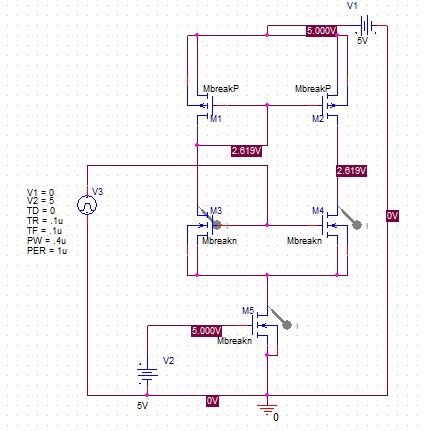 V1
5.000V
5V
MbreakP
MbreakP
M1
M2
2.619V
2.619V
V1 = 0
V2 = 5
TD = 0
TR = .1u
TF = .1u
PW = .4u
PER = 1u
V3
M3
M4
0V
Mbreakn
Mbreakn
I
I
M5
5.000V
I
Mbreakn
V2
5V
0V
0